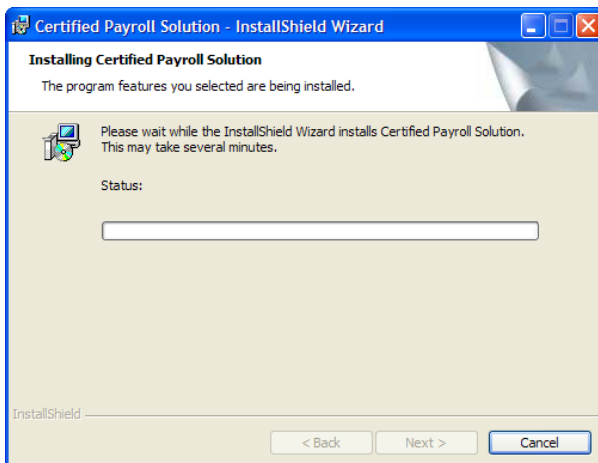 Certified Payroll Solution - InstallShield Wizard
Installing Certified Payroll Solution
The program features you selected are being installed.
Please wait while the InstallShield Wizard installs Certified Payroll Solution.
This may take several minutes.
Status:
InstallShield
< Back Next > Cancel